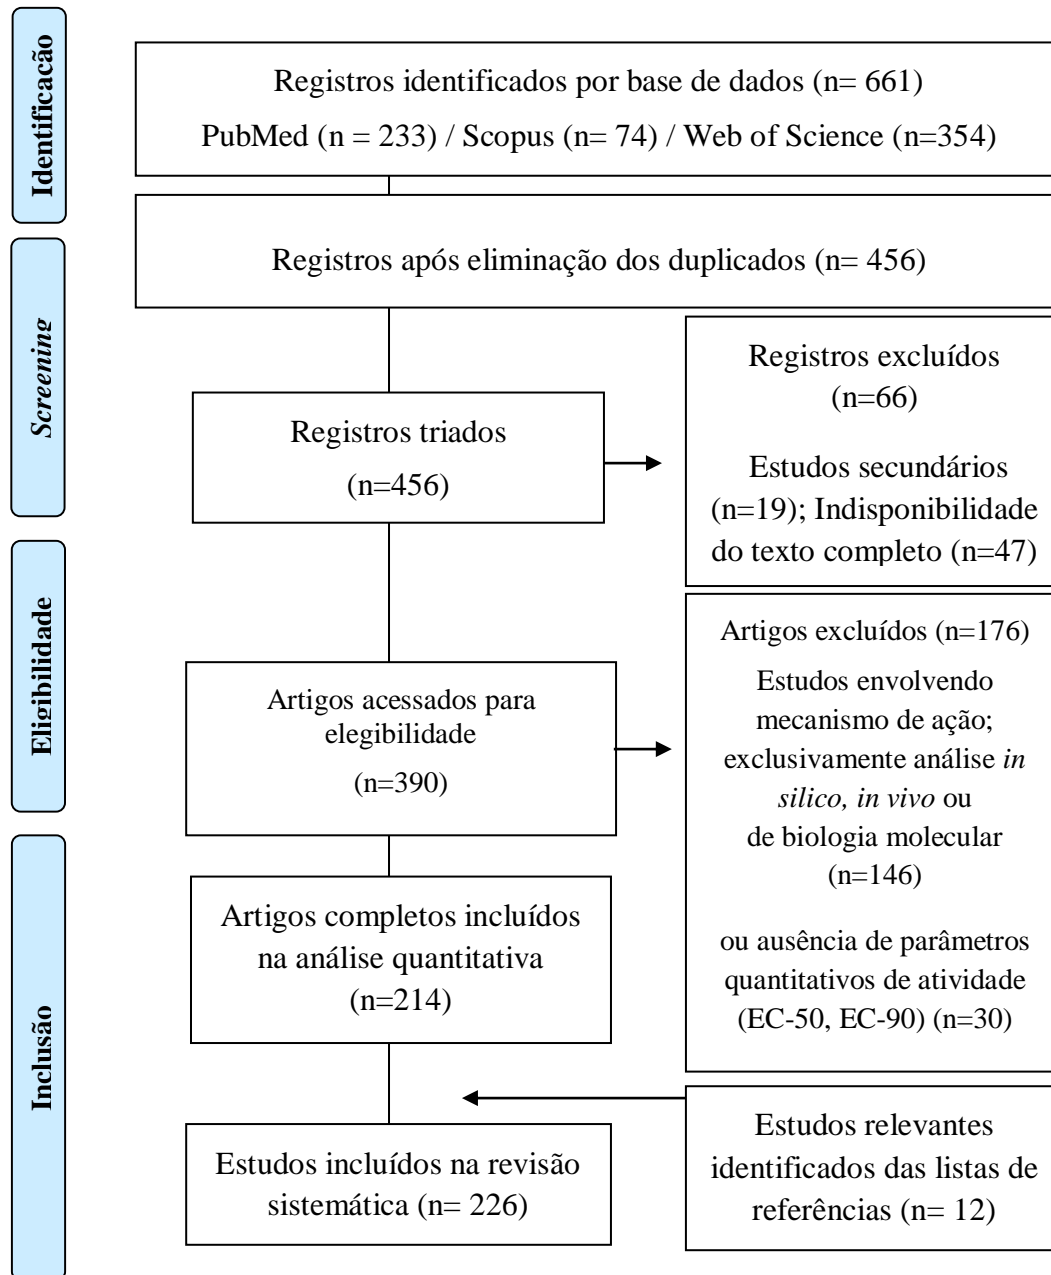 Identificação
Registros identificados por base de dados (n= 661)
PubMed (n = 233) / Scopus (n= 74) / Web of Science (n=354)
Registros após eliminação dos duplicados (n= 456)
Screening
Registros triados
(n=456)
Registros excluídos
(n=66)
Estudos secundários
(n=19); Indisponibilidade
do texto completo (n=47)
Eligibilidade
Artigos acessados para
elegibilidade
(n=390)
Artigos excluídos (n=176)
Estudos envolvendo
mecanismo de ação;
exclusivamente análise in
silico, in vivo ou
de biologia molecular
(n=146)
ou ausência de parâmetros
quantitativos de atividade
(EC-50, EC-90) (n=30)
Inclusão
Artigos completos incluídos
na análise quantitativa
(n=214)
Estudos incluídos na revisão
sistemática (n= 226)
Estudos relevantes
identificados das listas de
referências (n= 12)